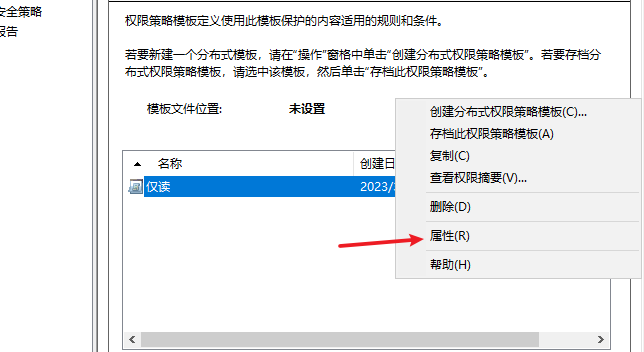 安全策略
报告
权限策略模板定义使用此模板保护的内容适用的规则和条件。
若要新建一个分布式模板，请在“操作”窗格中单击“创建分布式权限策略模板”。若要存档
分布式权限策略模板，请选中该模板，然后单击“存档此权限策略模板”。
模板文件位置:
未设置
名称
创建日
仅读
2023/
创建分布式权限策略模板(C)...
存档此权限策略模板(A)
复制(C)
查看权限摘要(V)...
删除(D)
属性(R)
帮助(H)